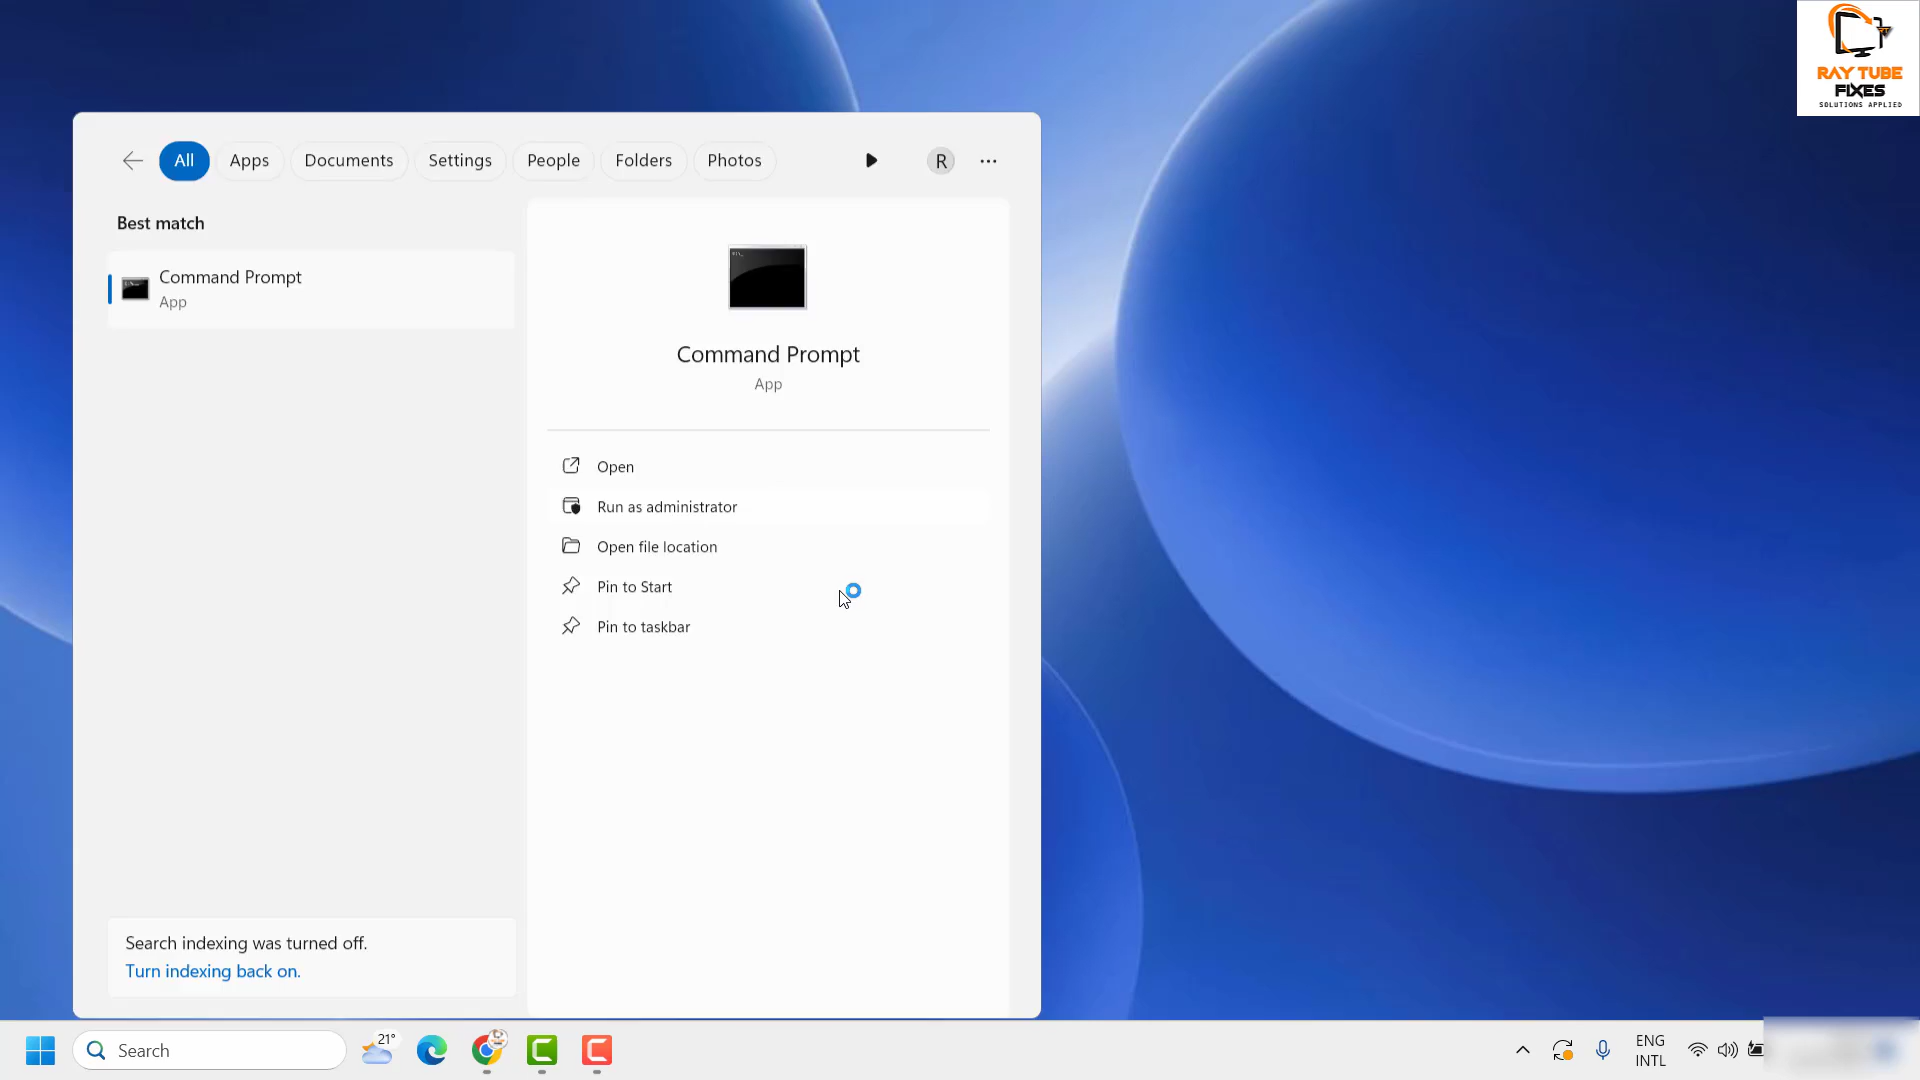 RAY TUBE
FIXES
SOLUTIONS APPLIED
All
Apps
Documents
Settings
People
Folders
Photos
R
Best match
Command Prompt
App
Command Prompt
App
Open
Run as administrator
Open file location
Pin to Start
Pin to taskbar
Search indexing was turned off.
Turn indexing back on.
Search
21°
ENG
INTL